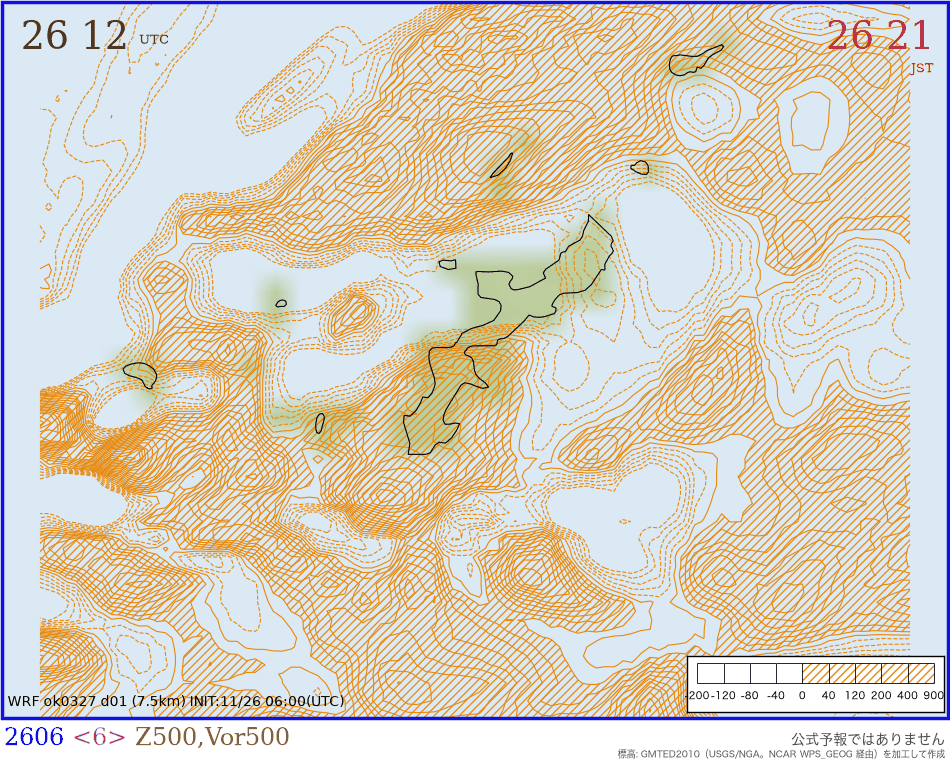 26 12 UTC
26 21
JST
-200 -120 -80 -40 0 40 120 200 400 900
WRF ok0327 d01 (7.5km) INIT:11/26 06:00(UTC)
2606 <6> Z500,Vor500
公式予報ではありません
標高: GMTED2010（USGS/NGA。NCAR WPS_GEOG 経由）を加工して作成